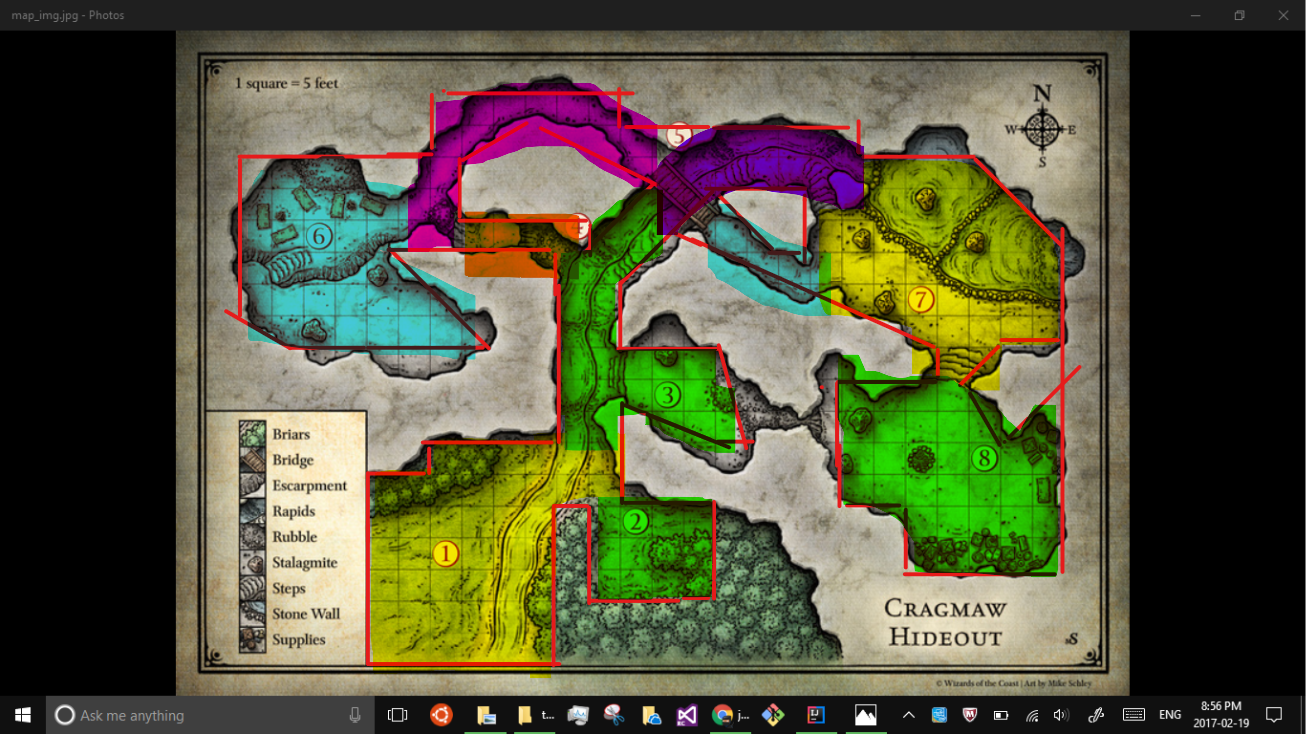 map_img.jpg - Photos
1 square = 5 feet
N
W E
S
5
6
7
3
8
2
1
Briars
Bridge
Escarpment
Rapids
Rubble
Stalagmite
Steps
Stone Wall
Supplies
CRAGMAW
HIDEOUT
© Wizards of the Coast | Art by Mike Schley
Ask me anything
t...
j...
ENG
8:56 PM
2017-02-19